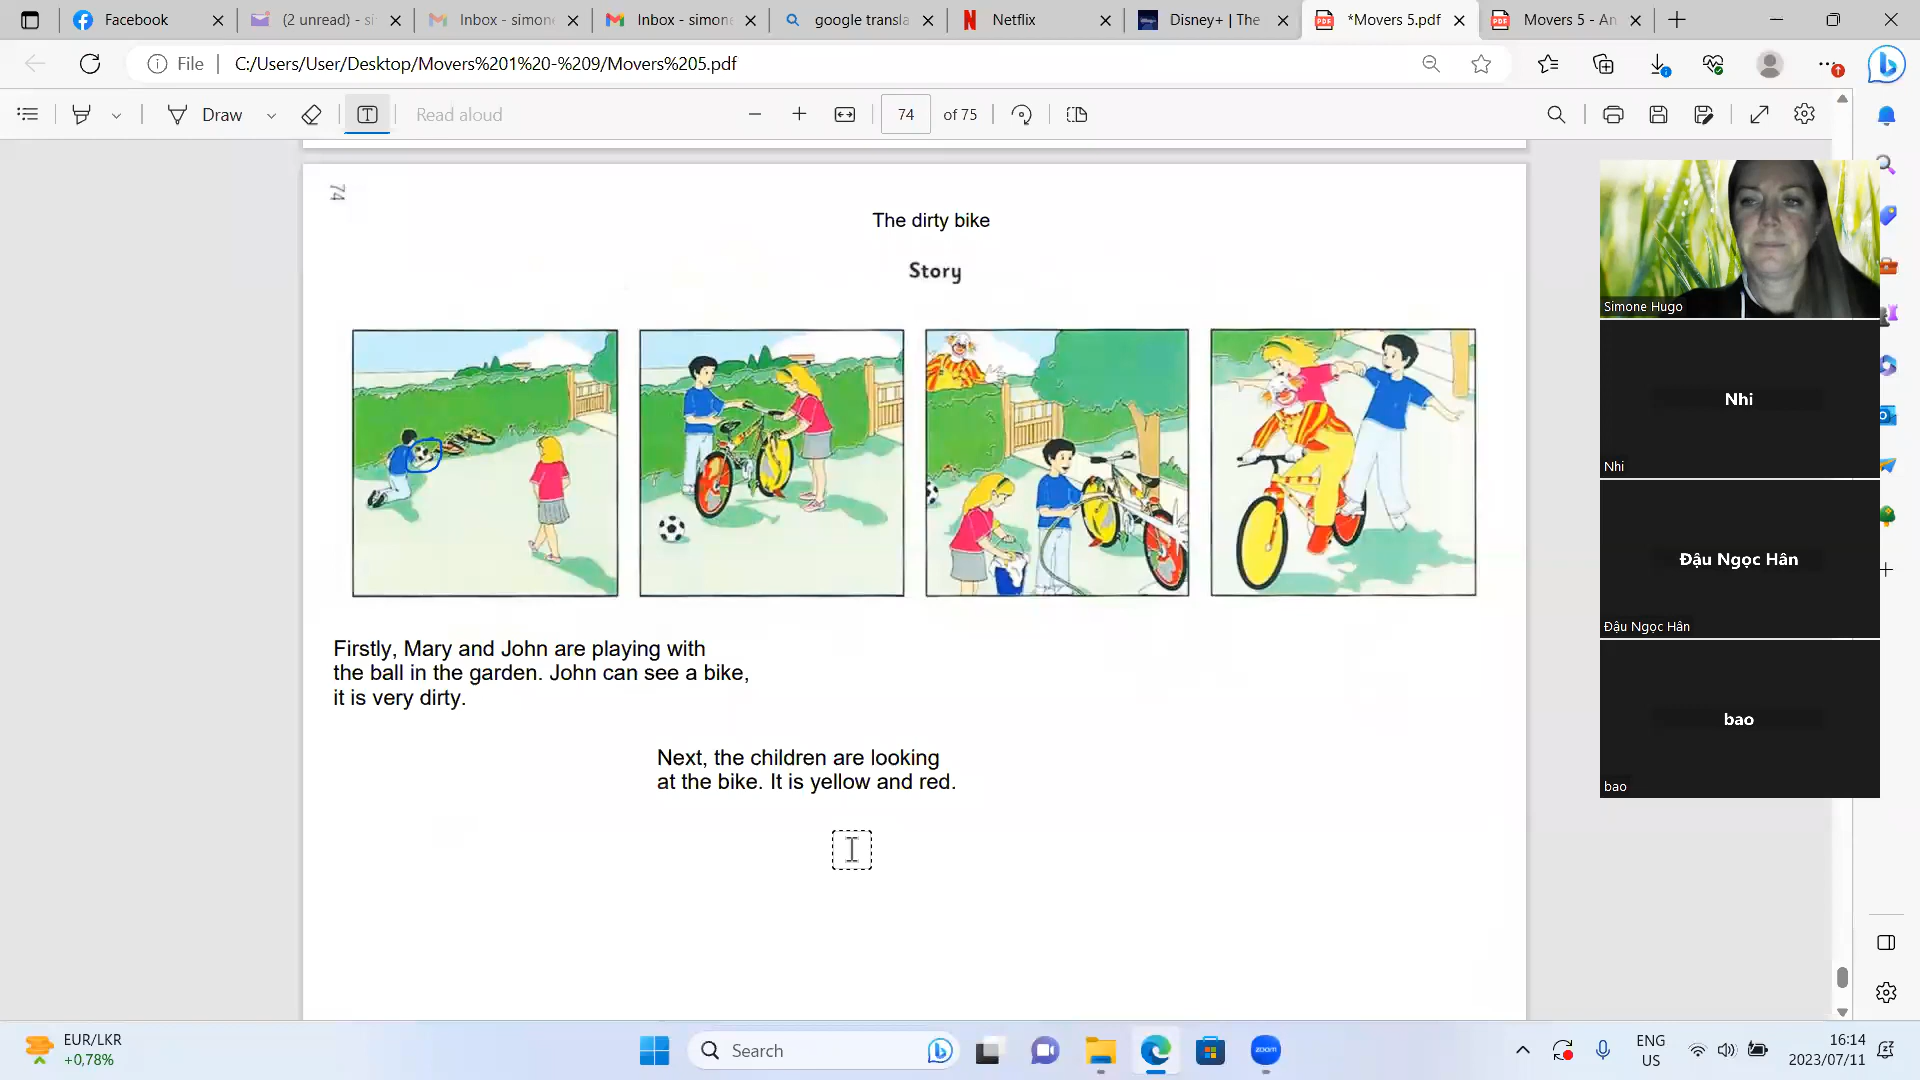 Facebook
(2 unread) - si
Inbox - simon
Inbox - simon
google transla
Netflix
Disney+ | The
*Movers 5.pdf
Movers 5 - An
File
C:/Users/User/Desktop/Movers%201%20-%209/Movers%205.pdf
Draw
Read aloud
74
of 75
74
The dirty bike
Story
Firstly, Mary and John are playing with
the ball in the garden. John can see a bike,
it is very dirty.
Next, the children are looking
at the bike. It is yellow and red.
Simone Hugo
Nhi
Nhi
Đậu Ngọc Hân
Đậu Ngọc Hân
bao
bao
EUR/LKR
+0,78%
Search
zoom
ENG
US
16:14
2023/07/11